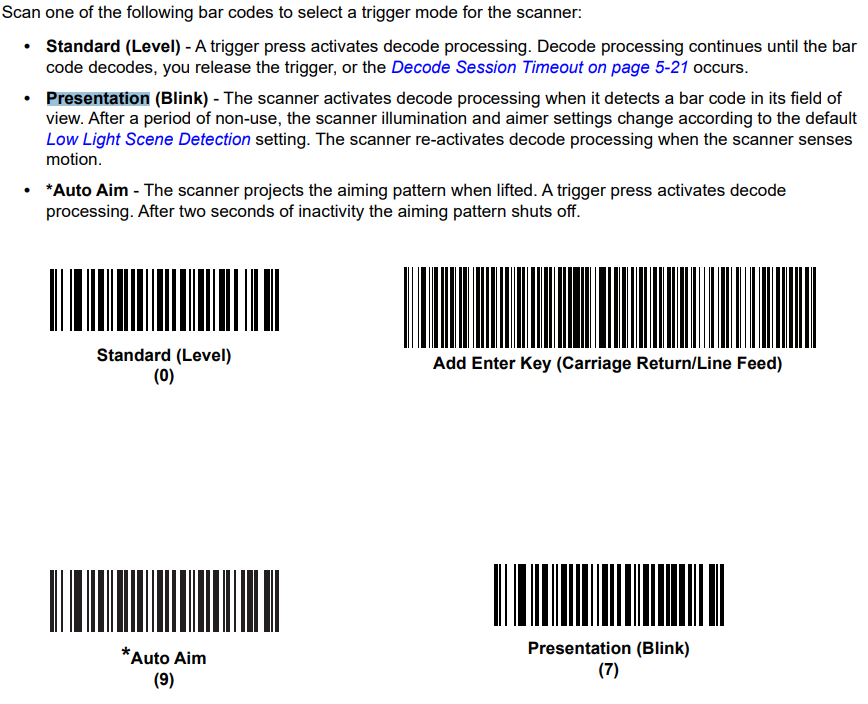 Scan one of the following bar codes to select a trigger mode for the scanner:
• Standard (Level) - A trigger press activates decode processing. Decode processing continues until the bar
code decodes, you release the trigger, or the Decode Session Timeout on page 5-21 occurs.
• Presentation (Blink) - The scanner activates decode processing when it detects a bar code in its field of
view. After a period of non-use, the scanner illumination and aimer settings change according to the default
Low Light Scene Detection setting. The scanner re-activates decode processing when the scanner senses
motion.
• *Auto Aim - The scanner projects the aiming pattern when lifted. A trigger press activates decode
processing. After two seconds of inactivity the aiming pattern shuts off.
Standard (Level)
(0)
Add Enter Key (Carriage Return/Line Feed)
*Auto Aim
(9)
Presentation (Blink)
(7)